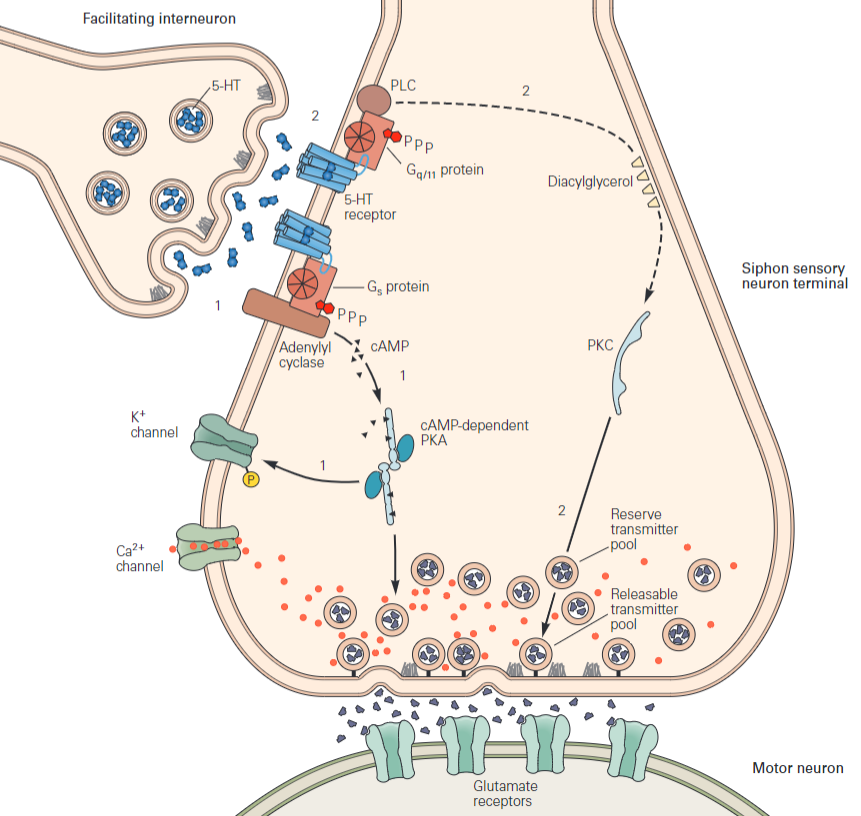 Facilitating interneuron
5-HT
2
PLC
2
PPP
Gq/11 protein
Diacylglycerol
5-HT
receptor
Siphon sensory
neuron terminal
Gs protein
1
PPP
Adenylyl
cyclase
cAMP
PKC
1
K+
channel
cAMP-dependent
PKA
1
P
2
Reserve
transmitter
pool
Ca2+
channel
Releasable
transmitter
pool
Motor neuron
Glutamate
receptors